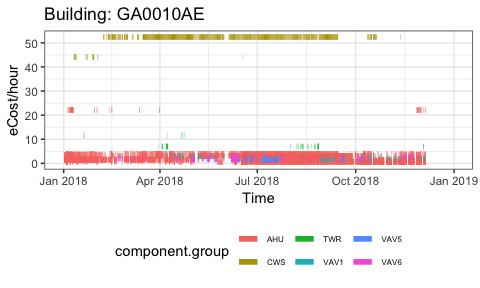 Building: GA0010AE
eCost/hour
50
40
30
20
10
0
Jan 2018 Apr 2018 Jul 2018 Oct 2018 Jan 2019
Time
component.group
AHU TWR VAV5
CWS VAV1 VAV6